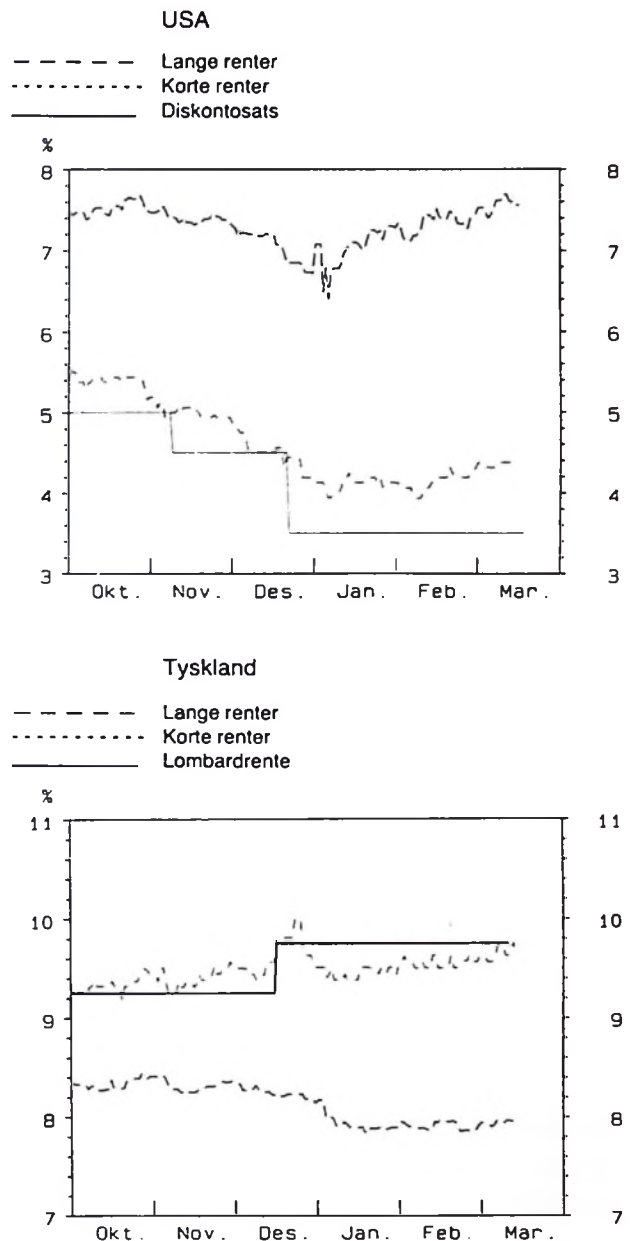 USA
Lange renter
Korte renter
Diskontosats
%
8 8
7 7
6 6
5 5
4 4
3 3
Okt. Nov. Des. Jan. Feb. Mar.
Tyskland
Lange renter
Korte renter
Lombardrente
%
11 11
10 10
9 9
8 8
7 7
Okt. Nov. Des. Jan. Feb. Mar.